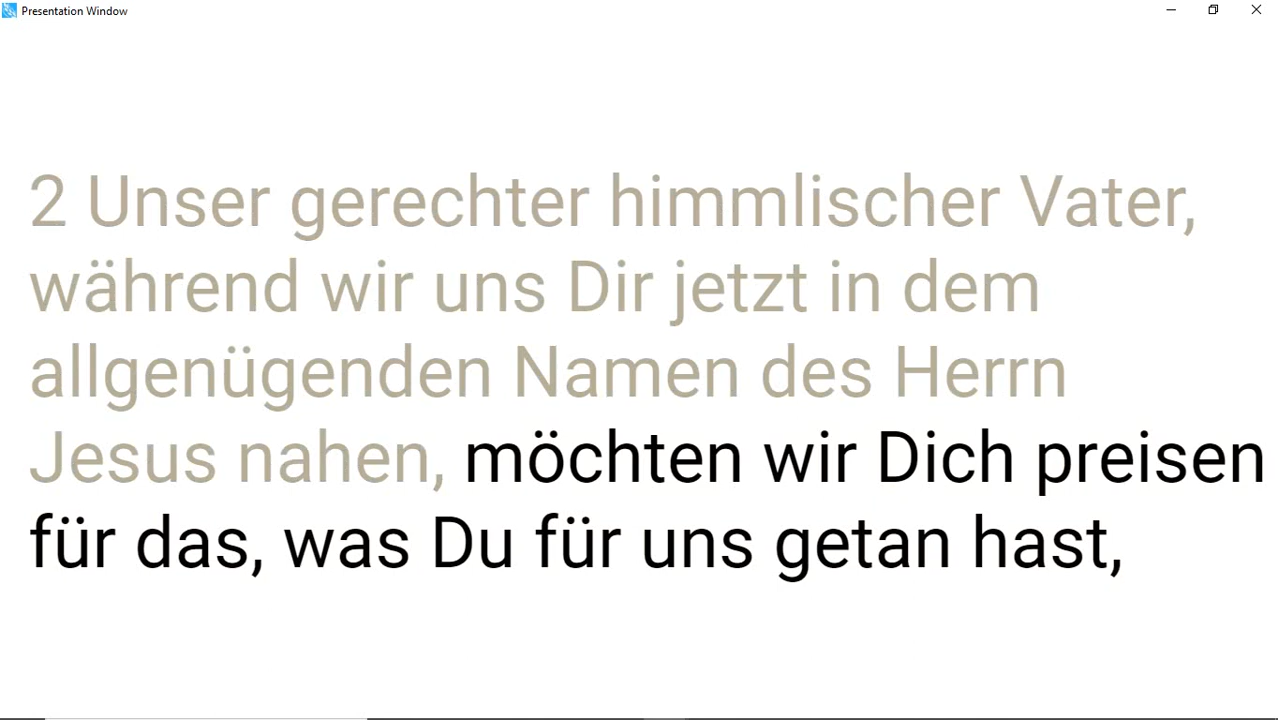 Presentation Window
2 Unser gerechter himmlischer Vater,
während wir uns Dir jetzt in dem
allgenügenden Namen des Herrn
Jesus nahen, möchten wir Dich preisen
für das, was Du für uns getan hast,